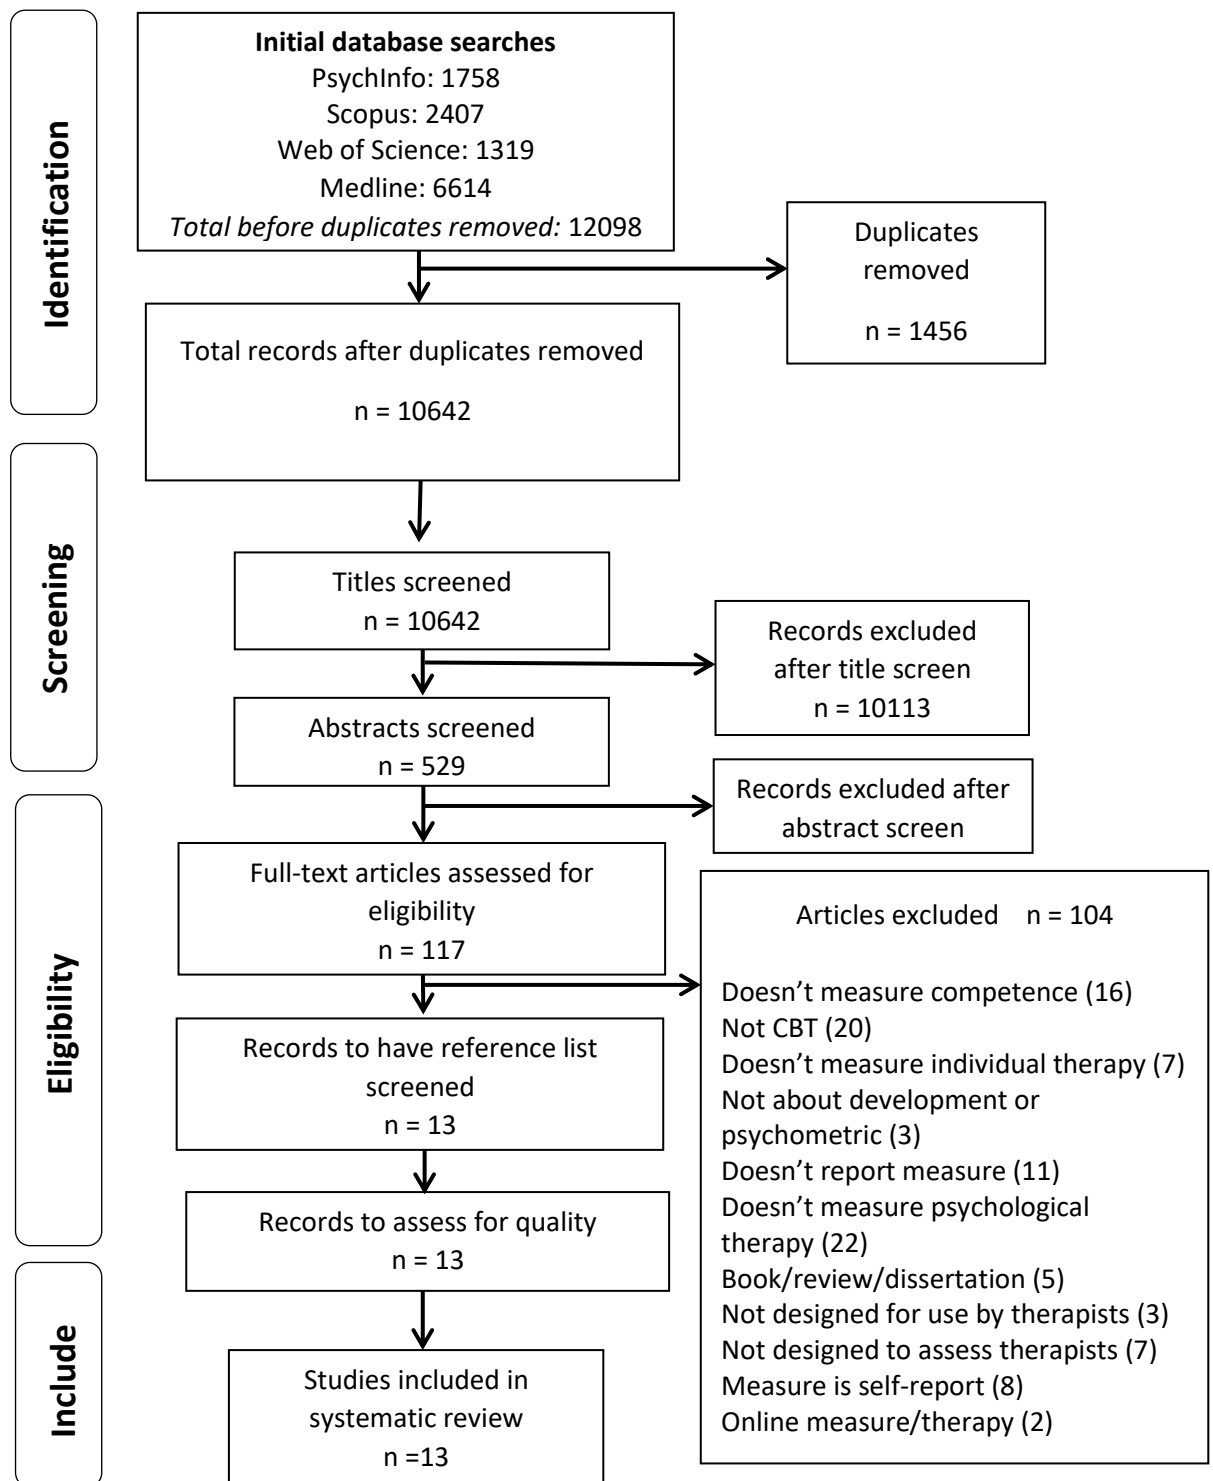 Identification
Initial database searches
PsychInfo: 1758
Scopus: 2407
Web of Science: 1319
Medline: 6614
Total before duplicates removed: 12098
Duplicates
removed
n = 1456
Total records after duplicates removed
n = 10642
Screening
Titles screened
n = 10642
Records excluded
after title screen
n = 10113
Abstracts screened
n = 529
Records excluded after
abstract screen
Eligibility
Full-text articles assessed for
eligibility
n = 117
Articles excluded n = 104
Doesn’t measure competence (16)
Not CBT (20)
Doesn’t measure individual therapy (7)
Not about development or
psychometric (3)
Doesn’t report measure (11)
Doesn’t measure psychological
therapy (22)
Book/review/dissertation (5)
Not designed for use by therapists (3)
Not designed to assess therapists (7)
Measure is self-report (8)
Online measure/therapy (2)
Records to have reference list
screened
n = 13
Records to assess for quality
n = 13
Include
Studies included in
systematic review
n =13